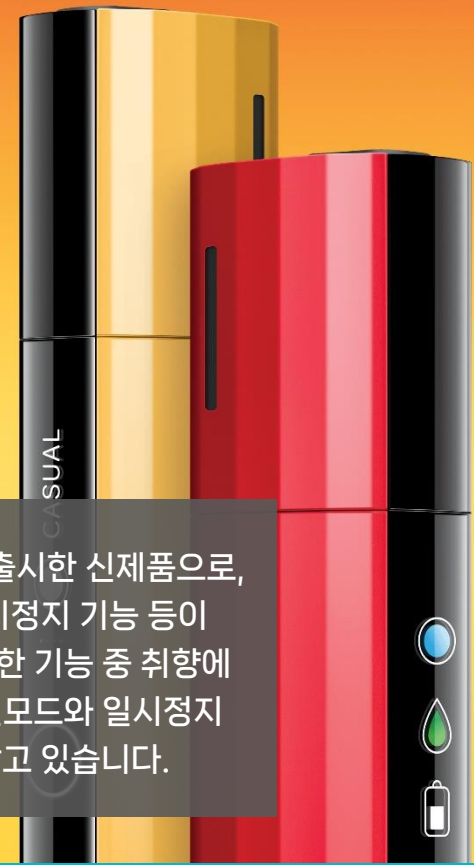 CASUAL
출시한 신제품으로,
시정지 기능 등이
한 기능 중 취향에
모드와 일시정지
고 있습니다.